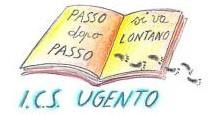 PASSO
dopo
PASSO
si va
LONTANO
I.C.S. UGENTO